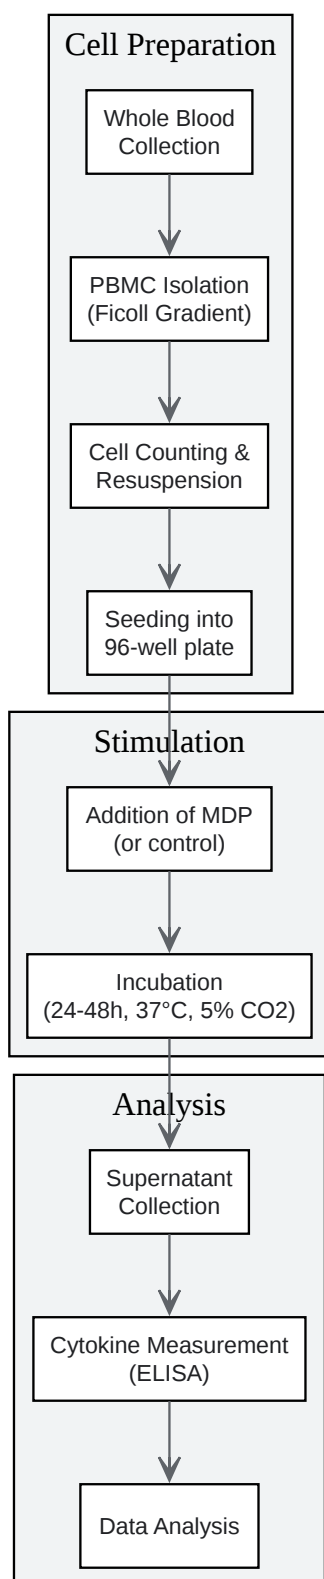 Cell Preparation
Whole Blood
Collection
PBMC Isolation
(Ficoll Gradient)
Cell Counting &
Resuspension
Seeding into
96-well plate
Stimulation
Addition of MDP
(or control)
Incubation
(24-48h, 37°C, 5% CO2)
Analysis
Supernatant
Collection
Cytokine Measurement
(ELISA)
Data Analysis